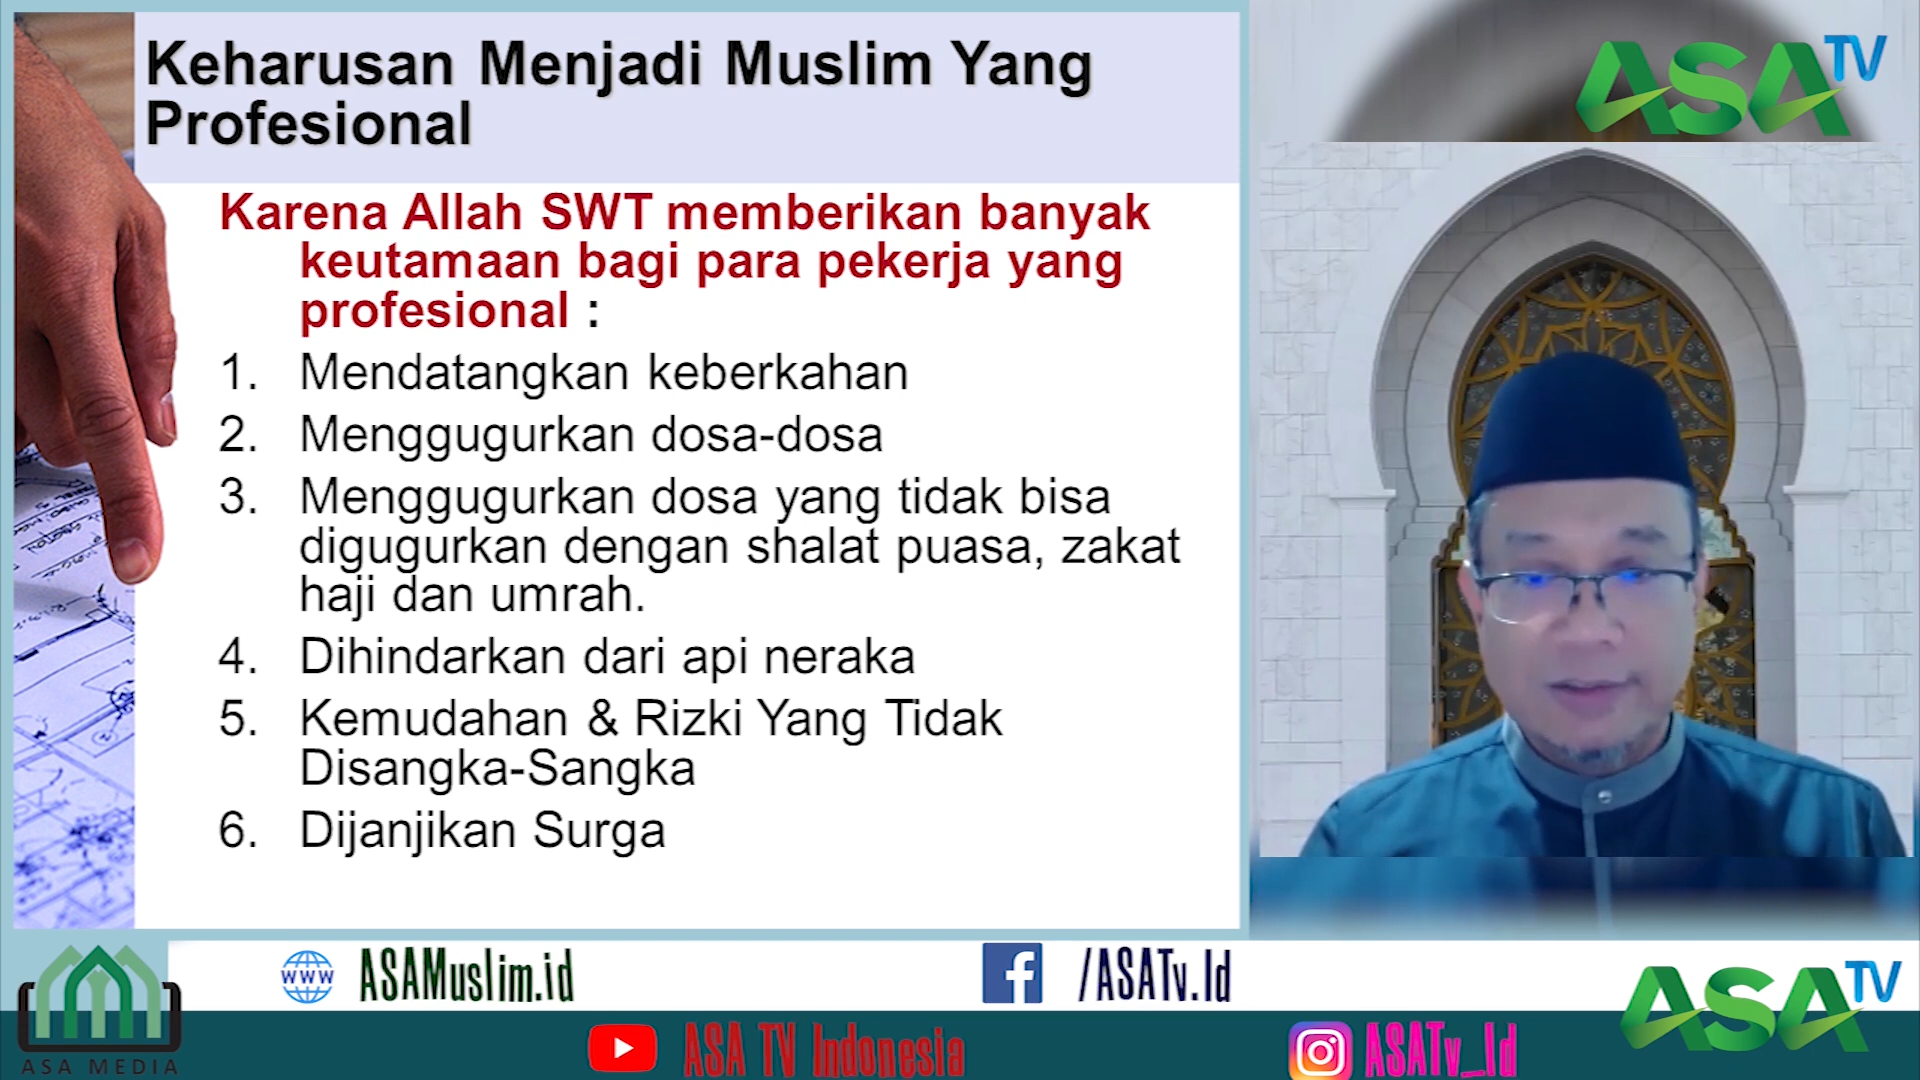 Keharusan Menjadi Muslim Yang
Profesional
Karena Allah SWT memberikan banyak
keutamaan bagi para pekerja yang
profesional :
1. Mendatangkan keberkahan
2. Menggugurkan dosa-dosa
3. Menggugurkan dosa yang tidak bisa
digugurkan dengan shalat puasa, zakat
haji dan umrah.
4. Dihindarkan dari api neraka
5. Kemudahan & Rizki Yang Tidak
Disangka-Sangka
6. Dijanjikan Surga
ASA TV
www ASAMuslim.id
f /ASATv.Id
ASA TV
ASA MEDIA
ASA TV Indonesia
ASATv_Id